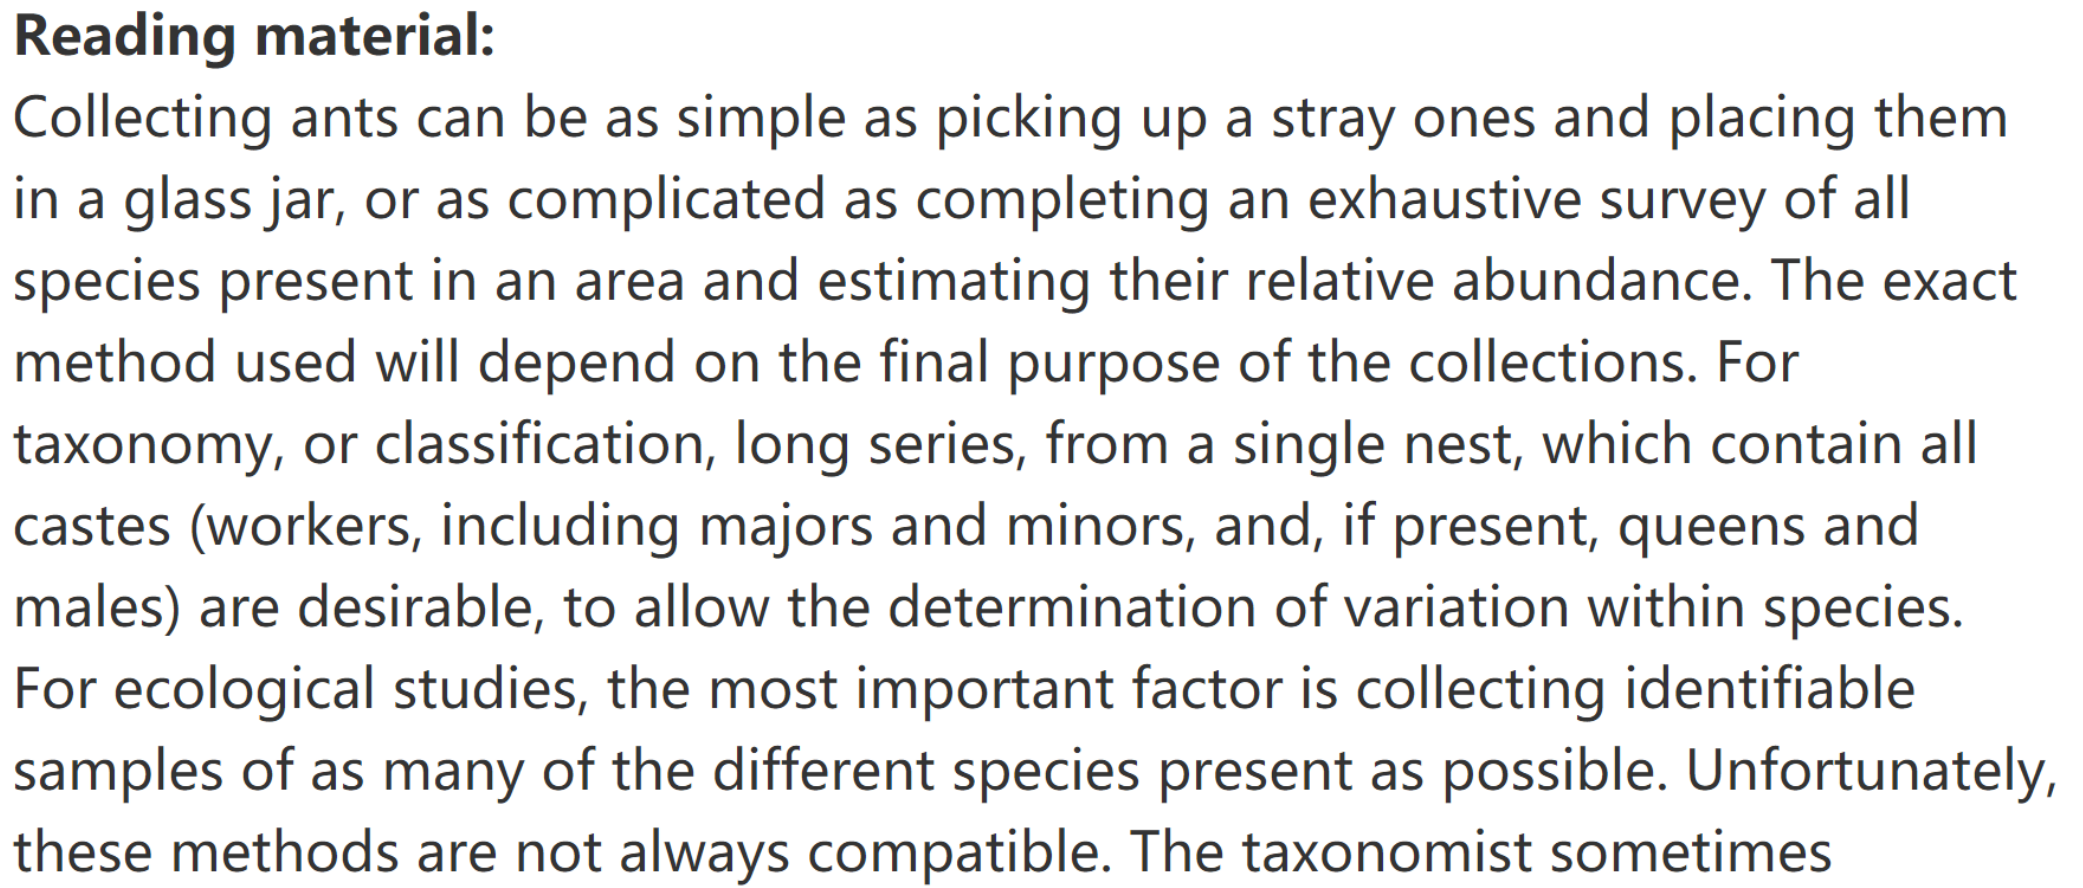 Reading material:
Collecting ants can be as simple as picking up a stray ones and placing them
in a glass jar, or as complicated as completing an exhaustive survey of all
species present in an area and estimating their relative abundance. The exact
method used will depend on the final purpose of the collections. For
taxonomy, or classification, long series, from a single nest, which contain all
castes (workers, including majors and minors, and, if present, queens and
males) are desirable, to allow the determination of variation within species.
For ecological studies, the most important factor is collecting identifiable
samples of as many of the different species present as possible. Unfortunately,
these methods are not always compatible. The taxonomist sometimes